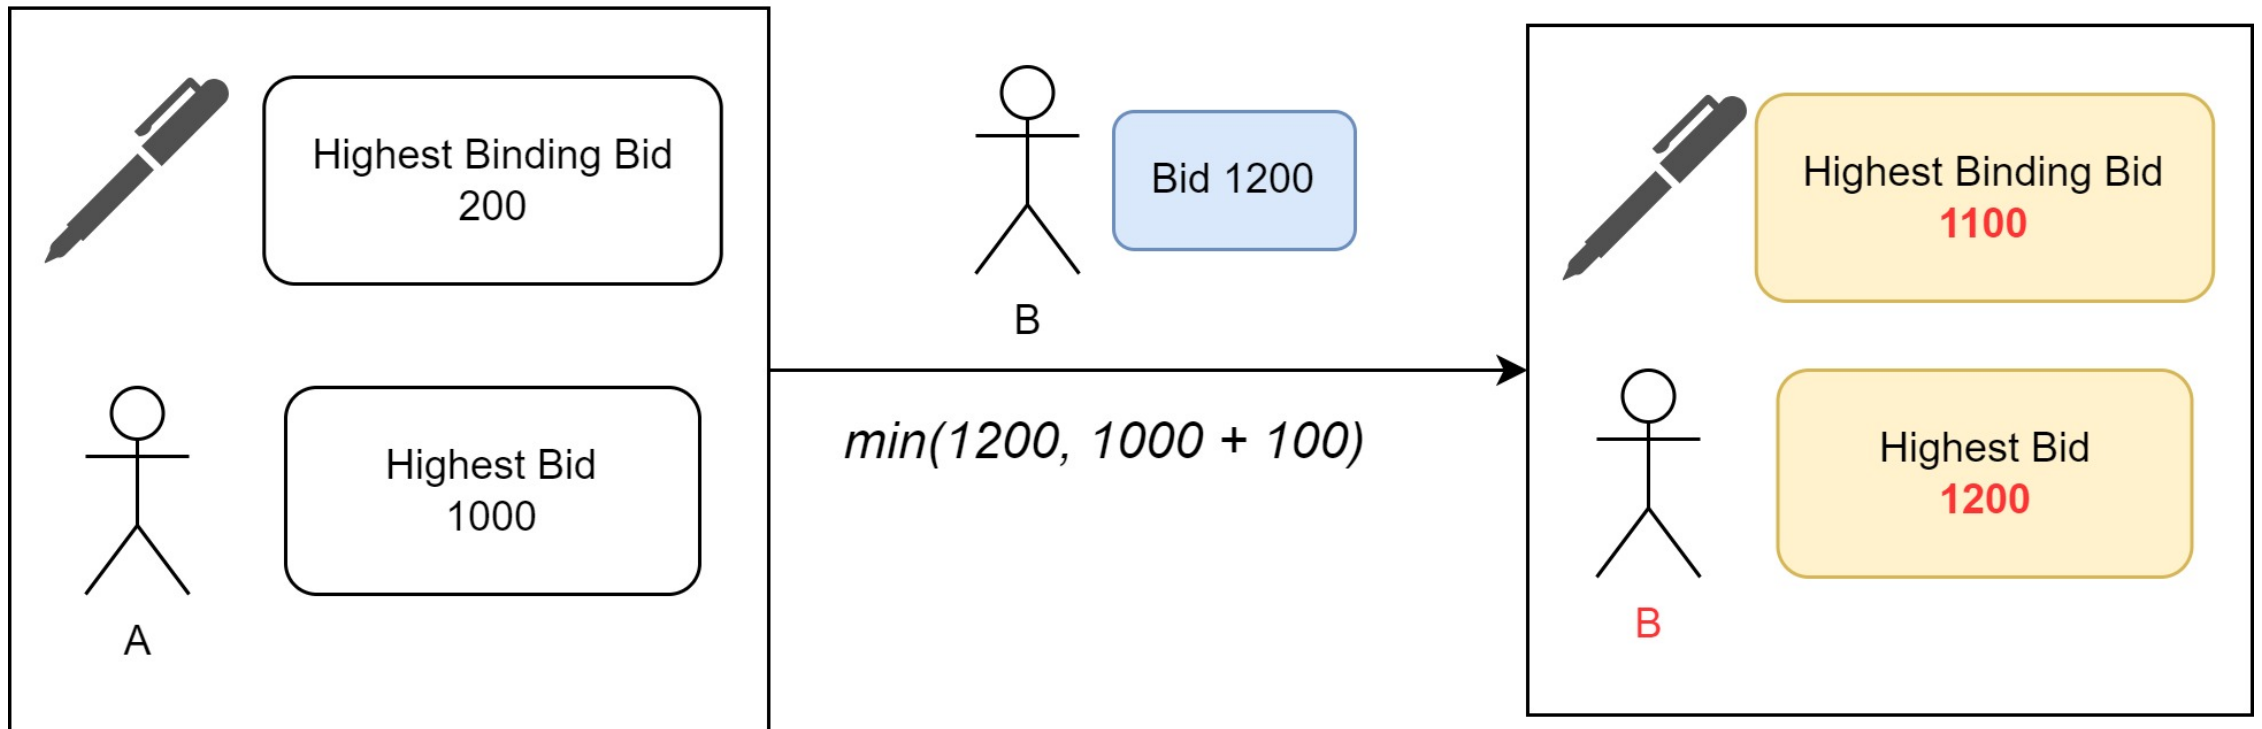 Highest Binding Bid
200
Highest Bid
1000
A
Bid 1200
B
min(1200, 1000 + 100)
Highest Binding Bid
1100
Highest Bid
1200
B